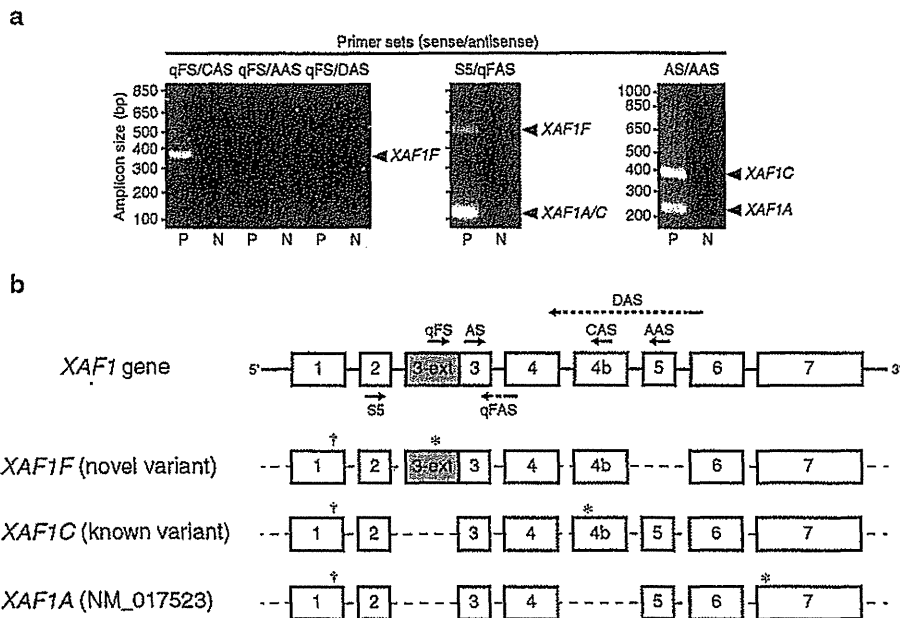 a
Primer sets (sense/antisense)
qFS/CAS qFS/AAS qFS/DAS
S5/qFAS
AS/AAS
Amplicon size (bp)
850
650
500
400
300
200
100
XAF1F
XAF1F
XAF1A/C
1000
850
650
500
400
300
200
XAF1C
XAF1A
P N P N P N
P N
P N
b
DAS
qFS AS CAS AAS
XAF1 gene
5' 1 2 3-ext 3 4 4b 5 6 7 3'
S5 qFAS
† *
XAF1F (novel variant)
1 2 3-ext 3 4 4b 6 7
† *
XAF1C (known variant)
1 2 3 4 4b 5 6 7
† *
XAF1A (NM_017523)
1 2 3 4 5 6 7